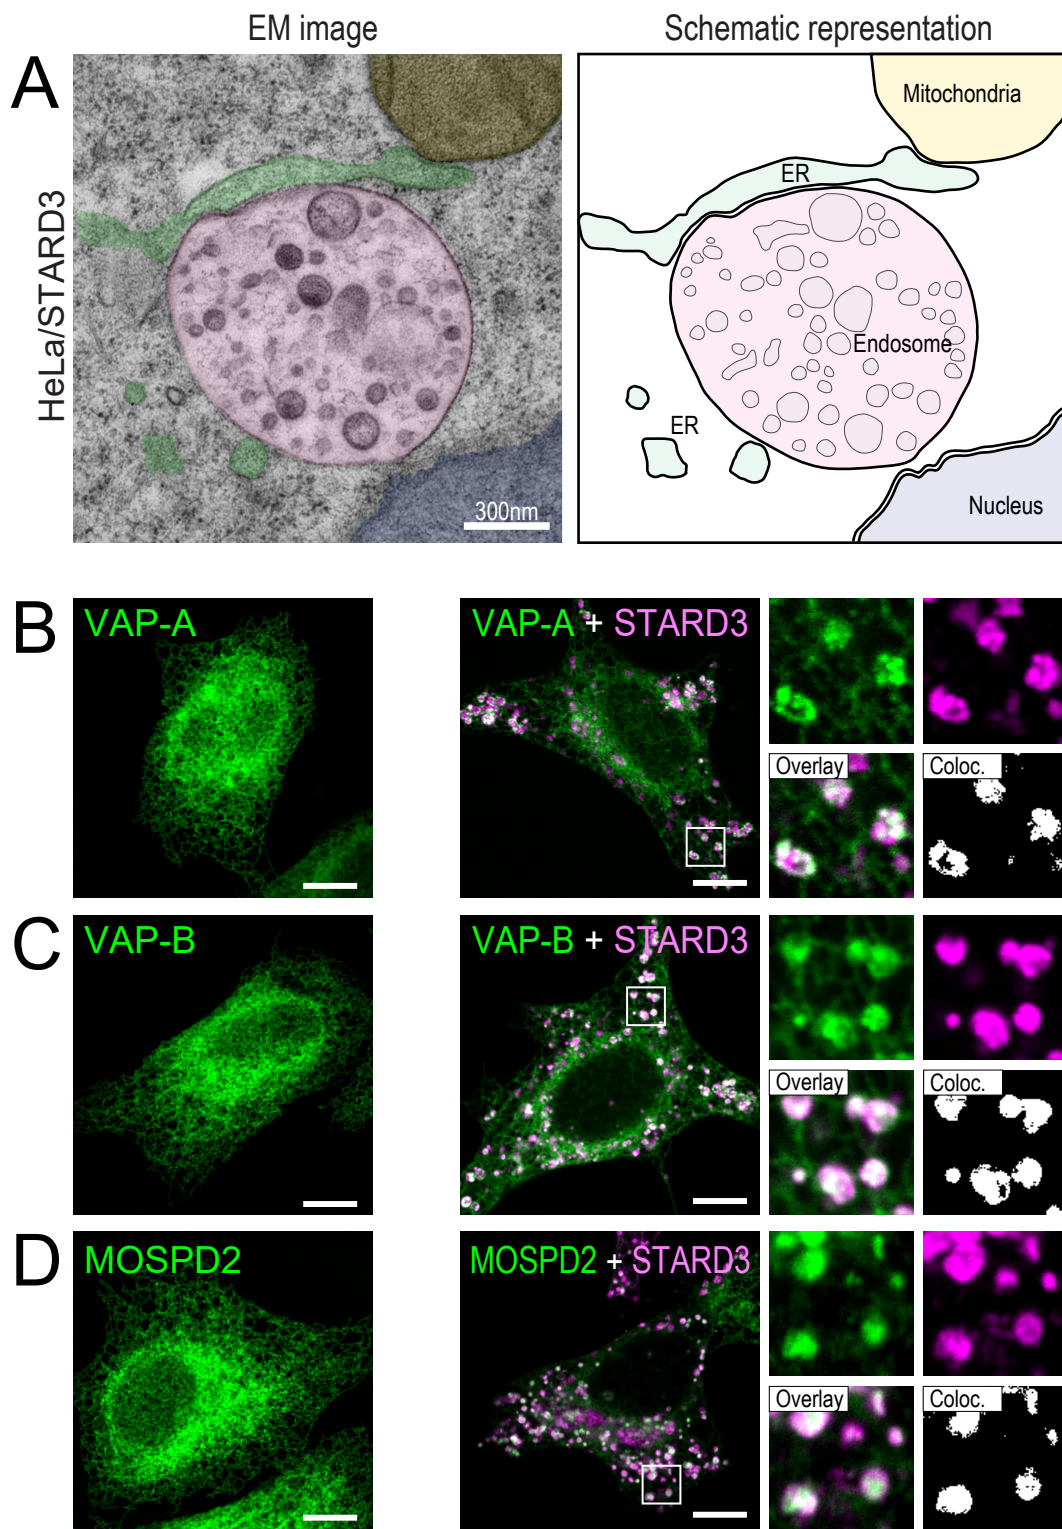 EM image
Schematic representation
A
HeLa/STARD3
300nm
Mitochondria
ER
Endosome
ER
Nucleus
B
VAP-A
VAP-A + STARD3
Overlay
Coloc.
C
VAP-B
VAP-B + STARD3
Overlay
Coloc.
D
MOSPD2
MOSPD2 + STARD3
Overlay
Coloc.